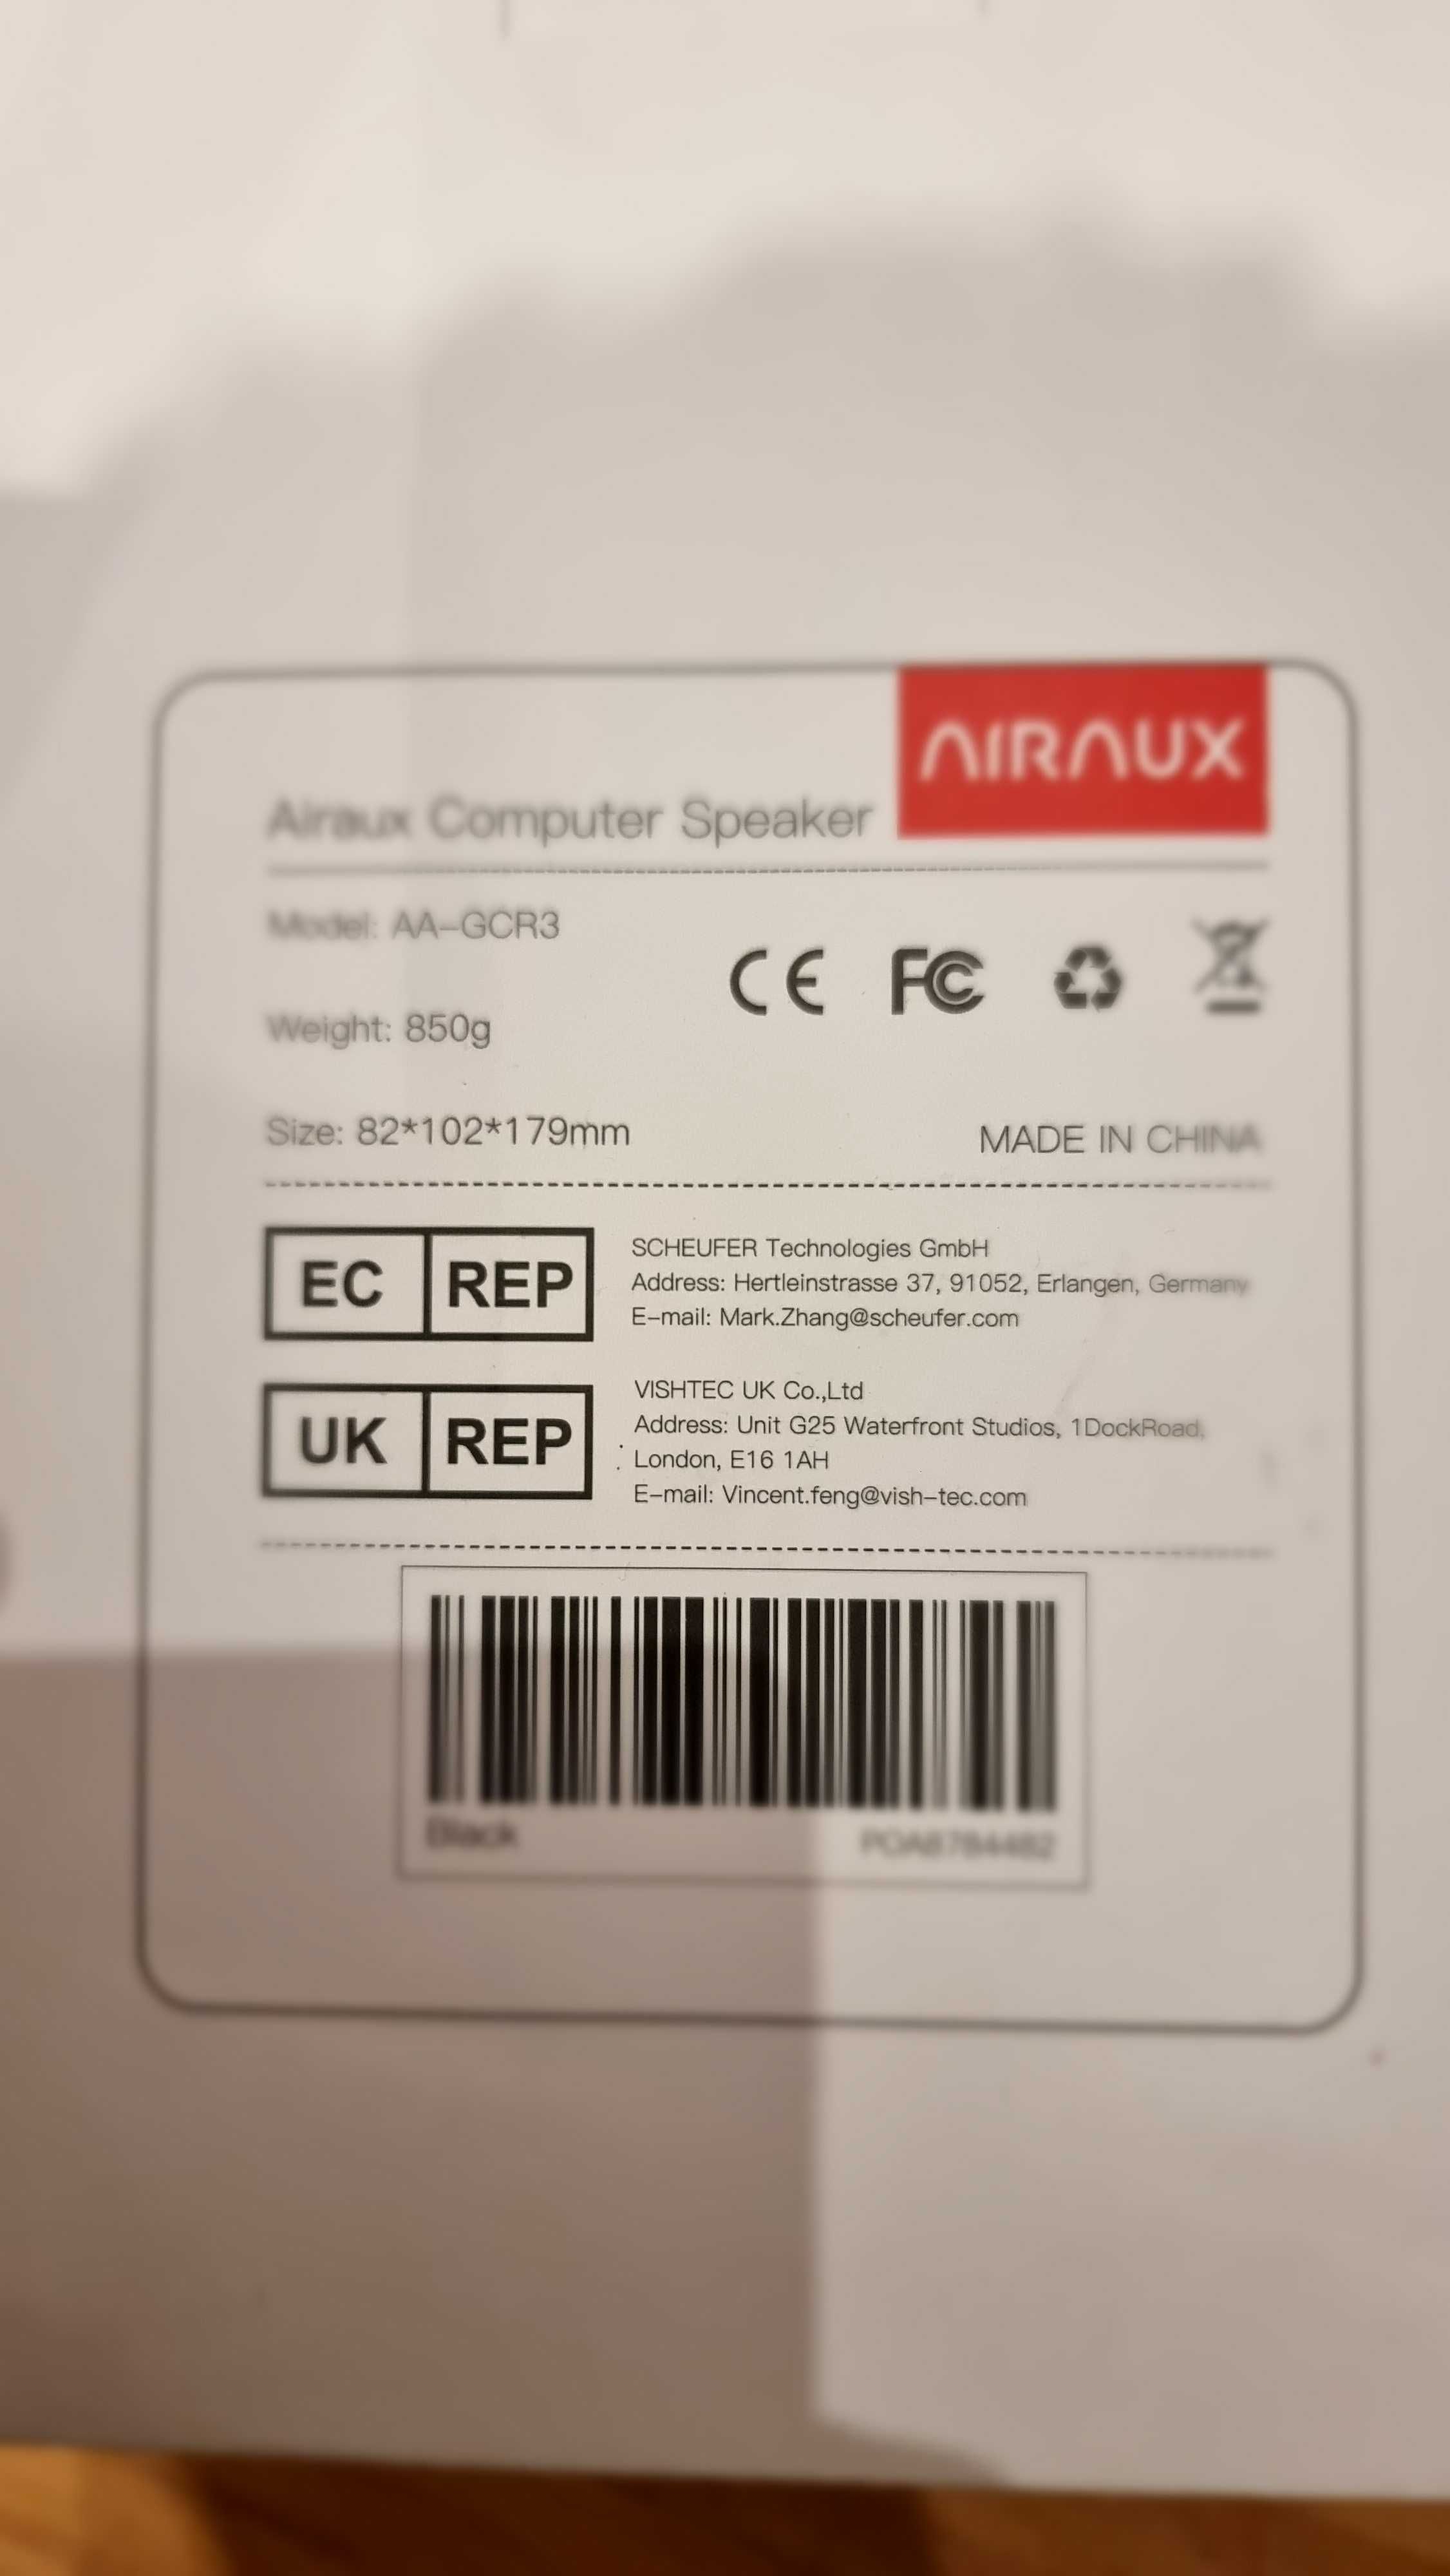 AIRAUX
Airaux Computer Speaker
Model: AA-GCR3
CE FC
Weight: 850g
Size: 82*102*179mm
MADE IN CHINA
EC REP
SCHEUFER Technologies GmbH
Address: Hertleinstrasse 37, 91052, Erlangen, Germany
E-mail: Mark.Zhang@scheufer.com
UK REP
VISHTEC UK Co.,Ltd
Address: Unit G25 Waterfront Studios, 1DockRoad,
London, E16 1AH
E-mail: Vincent.feng@vish-tec.com
Black